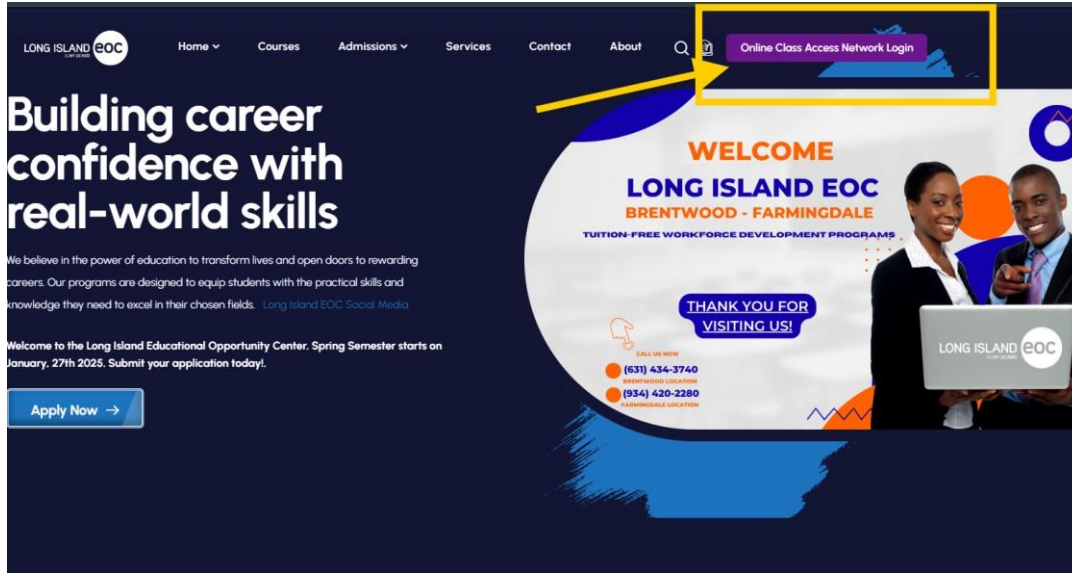 LONG ISLAND eoc
Home
Courses
Admissions
Services
Contact
About
Online Class Access Network Login
Building career
confidence with
real-world skills
We believe in the power of education to transform lives and open doors to rewarding
careers. Our programs are designed to equip students with the practical skills and
knowledge they need to excel in their chosen fields. Long Island EOC Social Media
Welcome to the Long Island Educational Opportunity Center. Spring Semester starts on
January, 27th 2025. Submit your application today!.
Apply Now →
WELCOME
LONG ISLAND EOC
BRENTWOOD - FARMINGDALE
TUITION-FREE WORKFORCE DEVELOPMENT PROGRAMS
THANK YOU FOR
VISITING US!
CALL US NOW
(631) 434-3740
BRENTWOOD LOCATION
(934) 420-2280
FARMINGDALE LOCATION
LONG ISLAND eoc